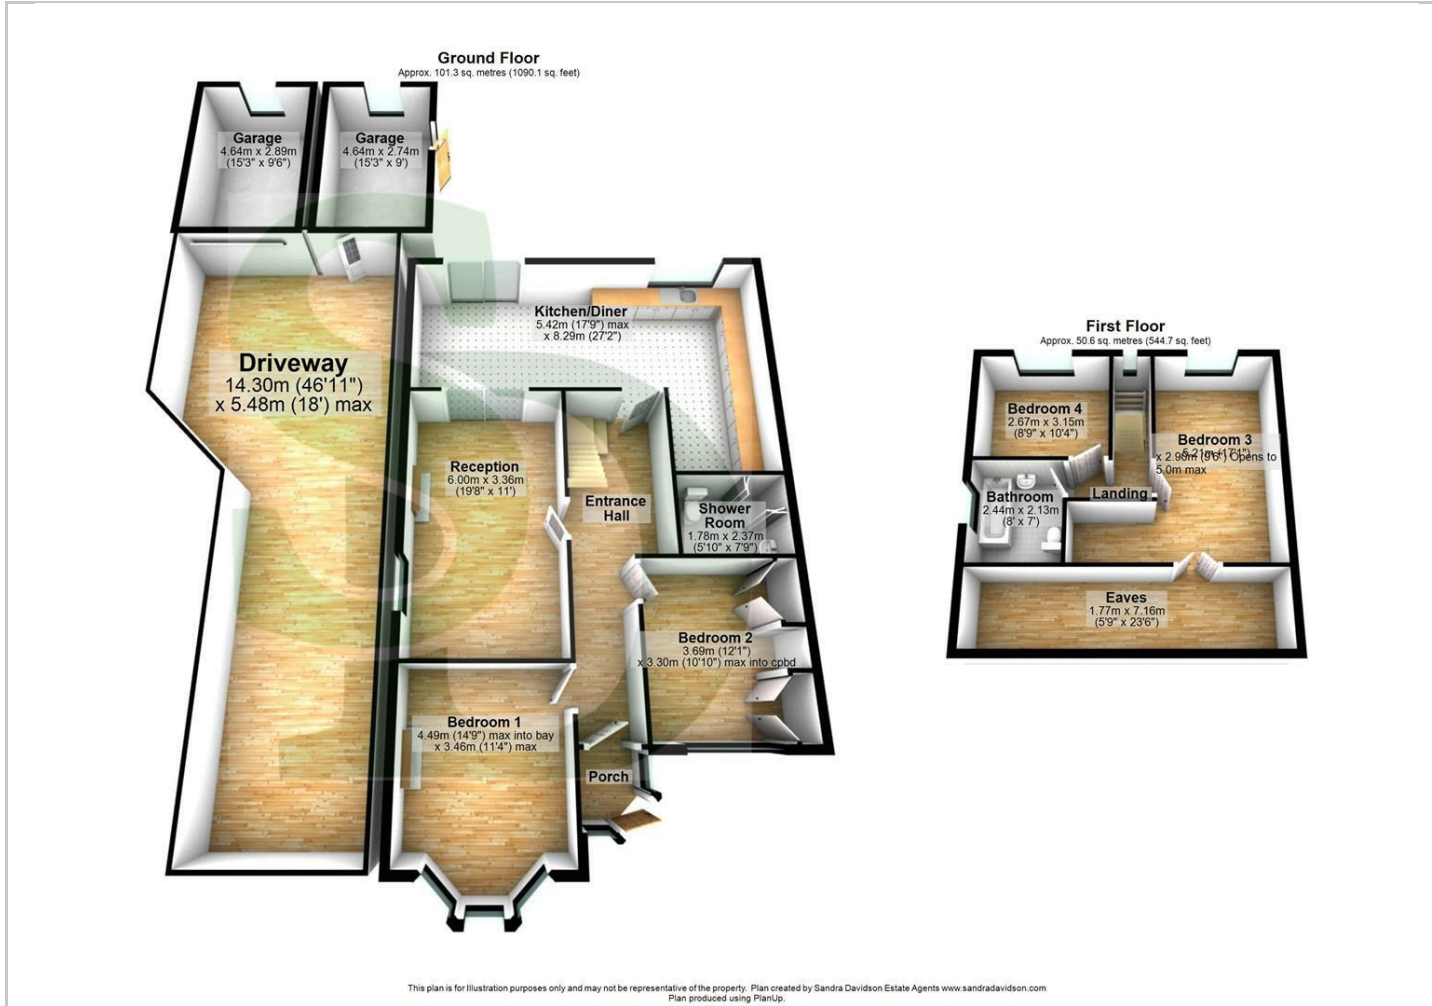 Ground Floor
Approx. 101.3 sq. metres (1090.1 sq. feet)
Garage
4.64m x 2.89m
(15'3" x 9'6")
Garage
4.64m x 2.74m
(15'3" x 9')
Driveway
14.30m (46'11")
x 5.48m (18') max
Kitchen/Diner
5.42m (17'9") max
x 8.29m (27'2")
Reception
6.00m x 3.36m
(19'8" x 11')
Entrance
Hall
Shower
Room
1.78m x 2.37m
(5'10" x 7'9")
Bedroom 2
3.69m (12'1")
x 3.30m (10'10") max into cpbd
Bedroom 1
4.49m (14'9") max into bay
x 3.46m (11'4") max
Porch
First Floor
Approx. 50.6 sq. metres (544.7 sq. feet)
Bedroom 4
2.67m x 3.15m
(8'9" x 10'4")
Bedroom 3
5.21m (17'1")
x 2.90m (9'6") Opens to
5.0m max
Landing
Bathroom
2.44m x 2.13m
(8' x 7')
Eaves
1.77m x 7.16m
(5'9" x 23'6")
This plan is for Illustration purposes only and may not be representative of the property. Plan created by Sandra Davidson Estate Agents www.sandradavidson.com
Plan produced using PlanUp.